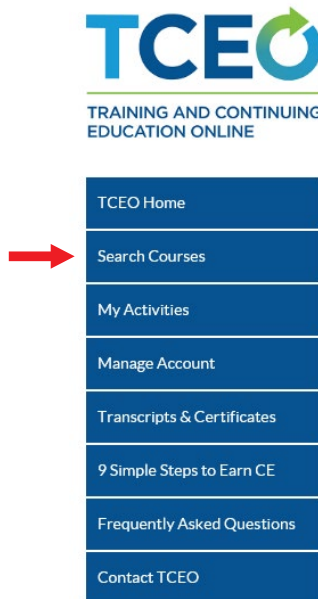 TCEO
TRAINING AND CONTINUING
EDUCATION ONLINE
TCEO Home
Search Courses
My Activities
Manage Account
Transcripts & Certificates
9 Simple Steps to Earn CE
Frequently Asked Questions
Contact TCEO